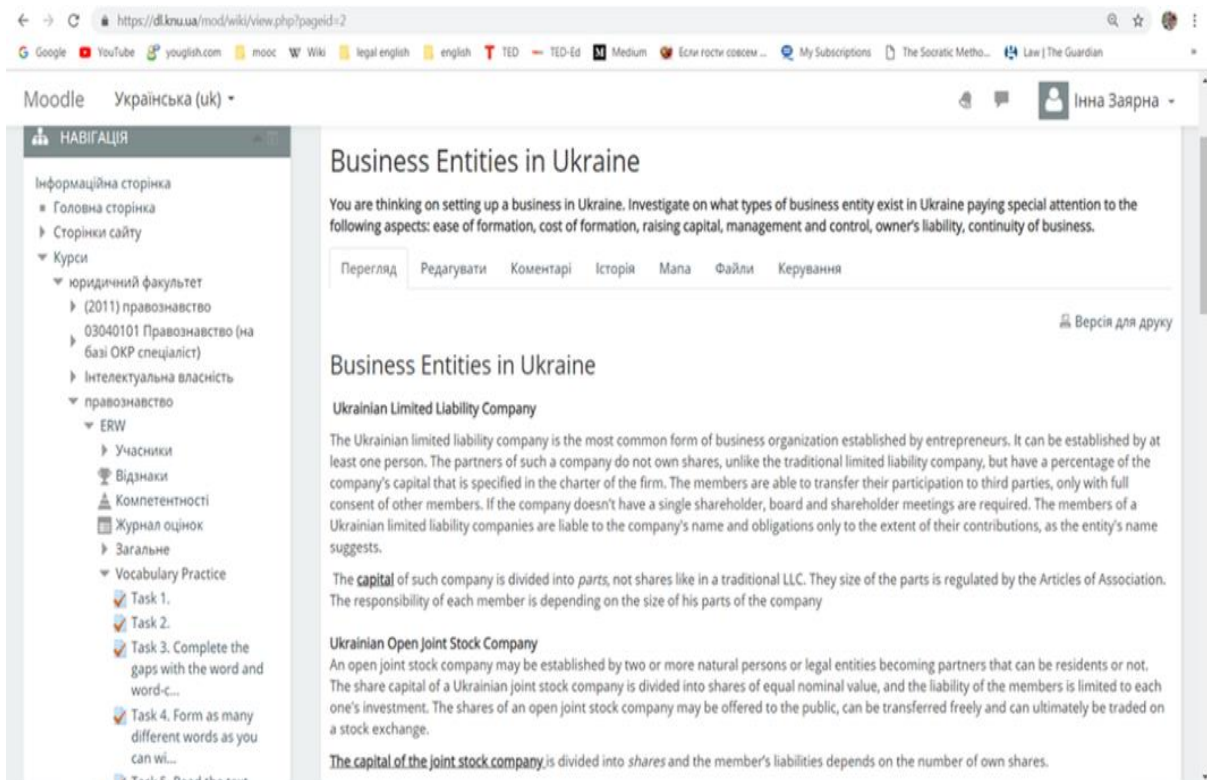 https://dl.knu.ua/mod/wiki/view.php?pageid=2
Google YouTube youglish.com mooc W Wiki legal english english TED TED-Ed Medium Если гости совсем ... My Subscriptions The Socratic Metho... Law | The Guardian
Moodle Українська (uk) Інна Заярна
НАВІГАЦІЯ
Інформаційна сторінка
Головна сторінка
Сторінки сайту
Курси
юридичний факультет
(2011) правознавство
03040101 Правознавство (на
базі ОКР спеціаліст)
Інтелектуальна власність
правознавство
ERW
Учасники
Відзнаки
Компетентності
Журнал оцінок
Загальне
Vocabulary Practice
Task 1.
Task 2.
Task 3. Complete the
gaps with the word and
word-c...
Task 4. Form as many
different words as you
can wi...
Task 5. Read the text
Business Entities in Ukraine
You are thinking on setting up a business in Ukraine. Investigate on what types of business entity exist in Ukraine paying special attention to the
following aspects: ease of formation, cost of formation, raising capital, management and control, owner's liability, continuity of business.
Перегляд Редагувати Коментарі Історія Мапа Файли Керування
Версія для друку
Business Entities in Ukraine
Ukrainian Limited Liability Company
The Ukrainian limited liability company is the most common form of business organization established by entrepreneurs. It can be established by at
least one person. The partners of such a company do not own shares, unlike the traditional limited liability company, but have a percentage of the
company's capital that is specified in the charter of the firm. The members are able to transfer their participation to third parties, only with full
consent of other members. If the company doesn't have a single shareholder, board and shareholder meetings are required. The members of a
Ukrainian limited liability companies are liable to the company's name and obligations only to the extent of their contributions, as the entity's name
suggests.
The capital of such company is divided into parts, not shares like in a traditional LLC. They size of the parts is regulated by the Articles of Association.
The responsibility of each member is depending on the size of his parts of the company
Ukrainian Open Joint Stock Company
An open joint stock company may be established by two or more natural persons or legal entities becoming partners that can be residents or not.
The share capital of a Ukrainian joint stock company is divided into shares of equal nominal value, and the liability of the members is limited to each
one's investment. The shares of an open joint stock company may be offered to the public, can be transferred freely and can ultimately be traded on
a stock exchange.
The capital of the joint stock company is divided into shares and the member's liabilities depends on the number of own shares.